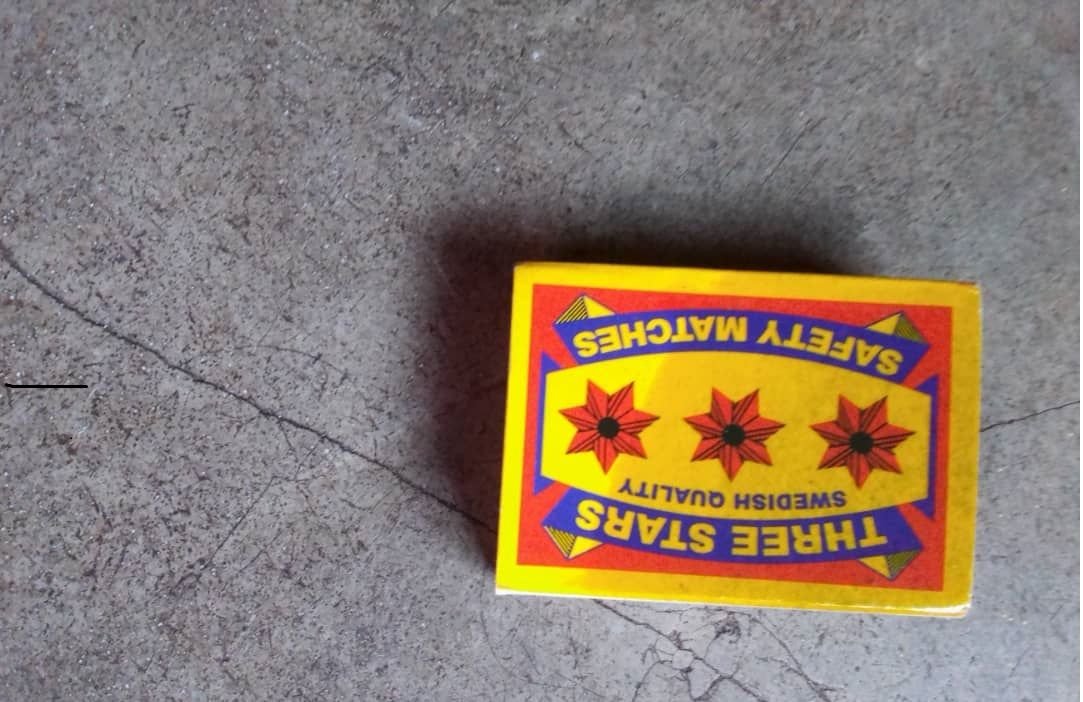 THREE STARS
SWEDISH QUALITY
SAFETY MATCHES